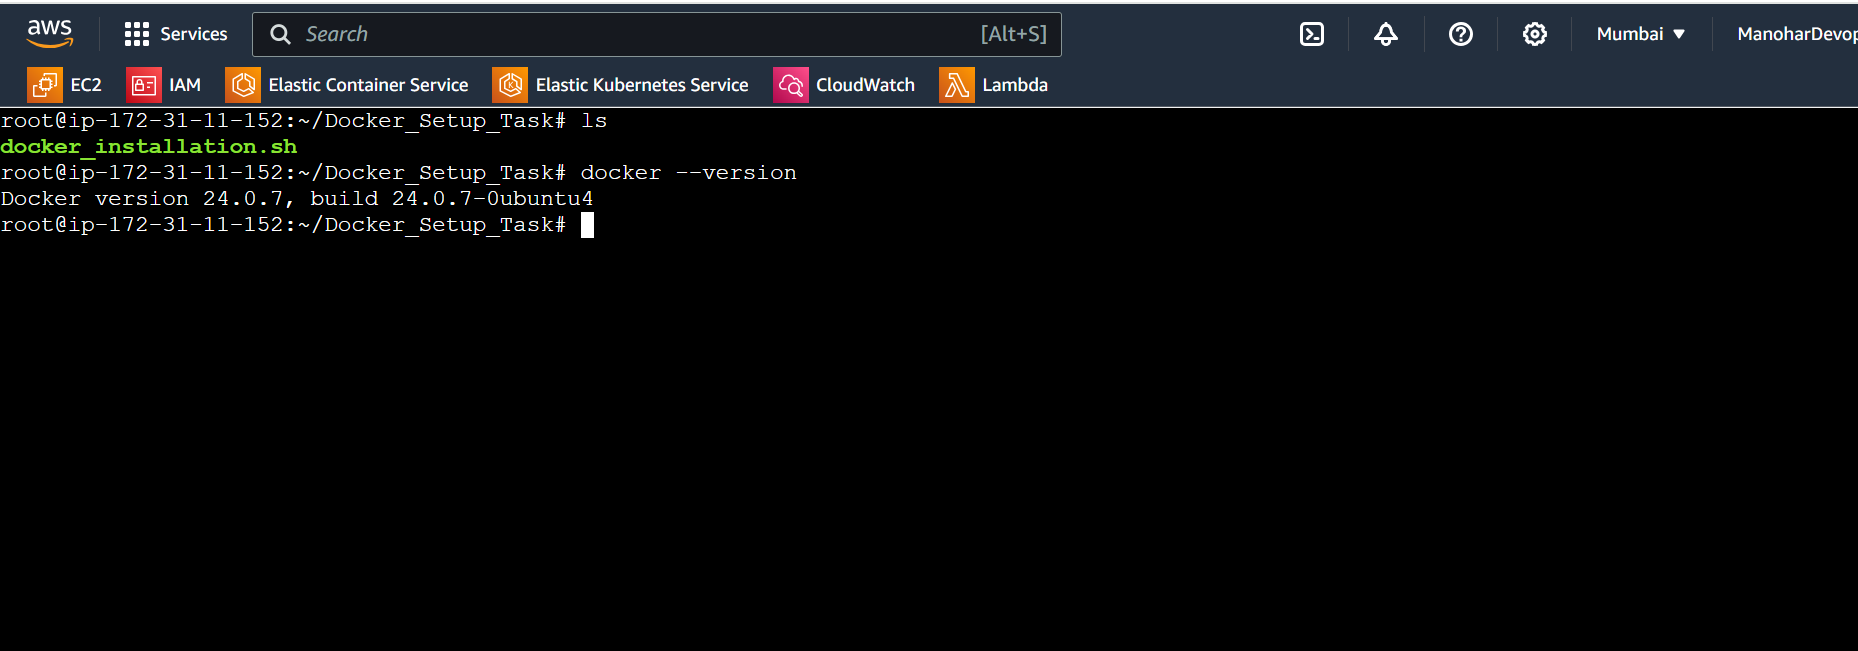 aws Services Search [Alt+S] Mumbai ManoharDevop
EC2 IAM Elastic Container Service Elastic Kubernetes Service CloudWatch Lambda
root@ip-172-31-11-152:~/Docker_Setup_Task# ls
docker_installation.sh
root@ip-172-31-11-152:~/Docker_Setup_Task# docker --version
Docker version 24.0.7, build 24.0.7-0ubuntu4
root@ip-172-31-11-152:~/Docker_Setup_Task#